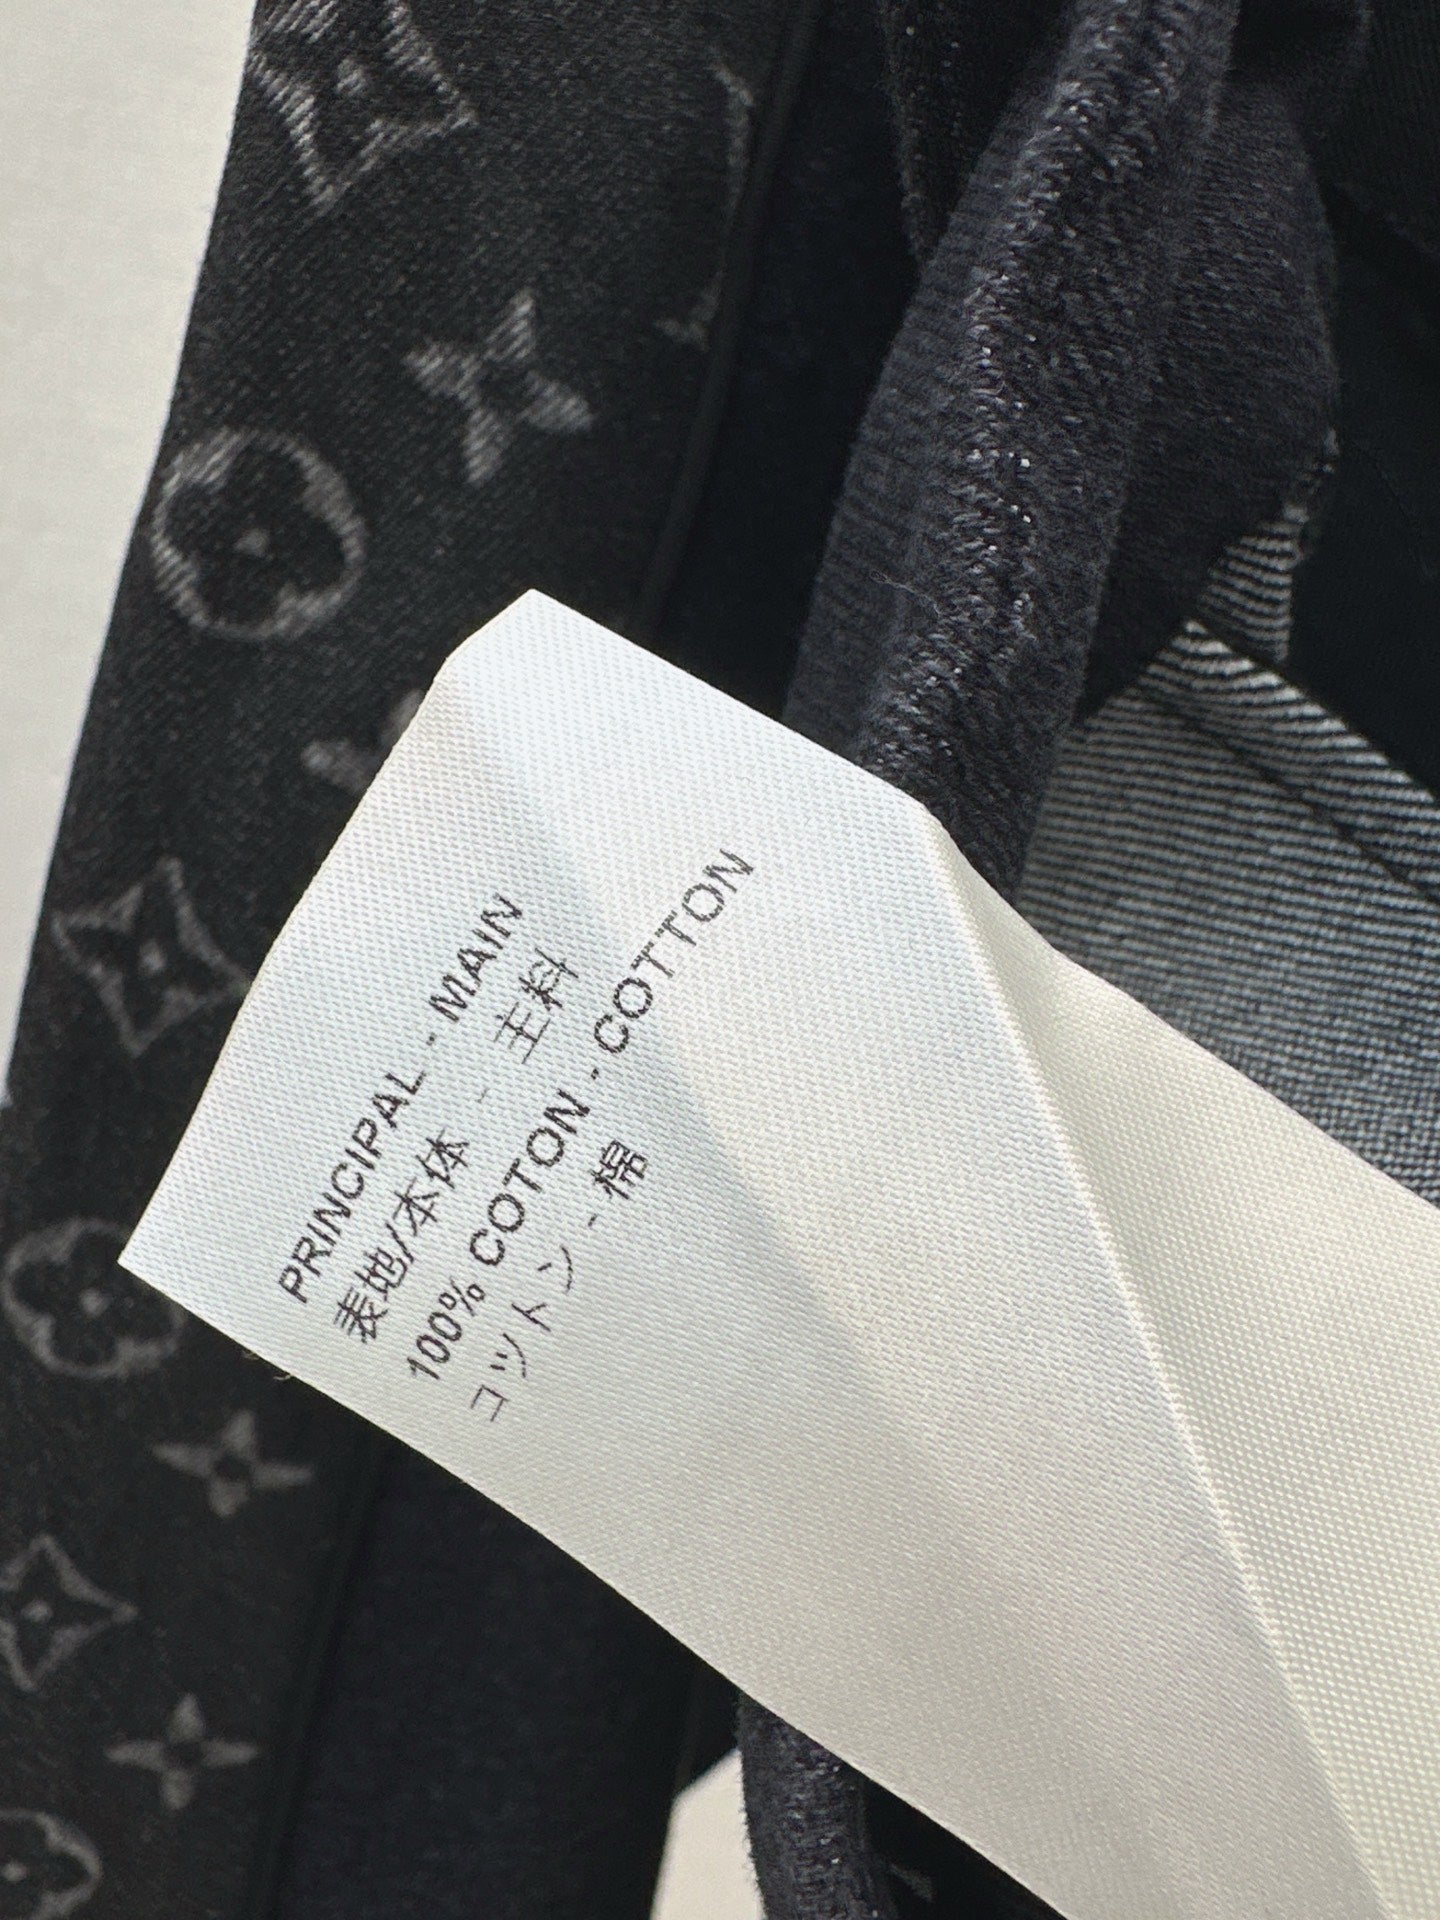 PRINCIPAL - MAIN
表地/本体 - 主料
100% COTON - COTTON
コットン - 棉